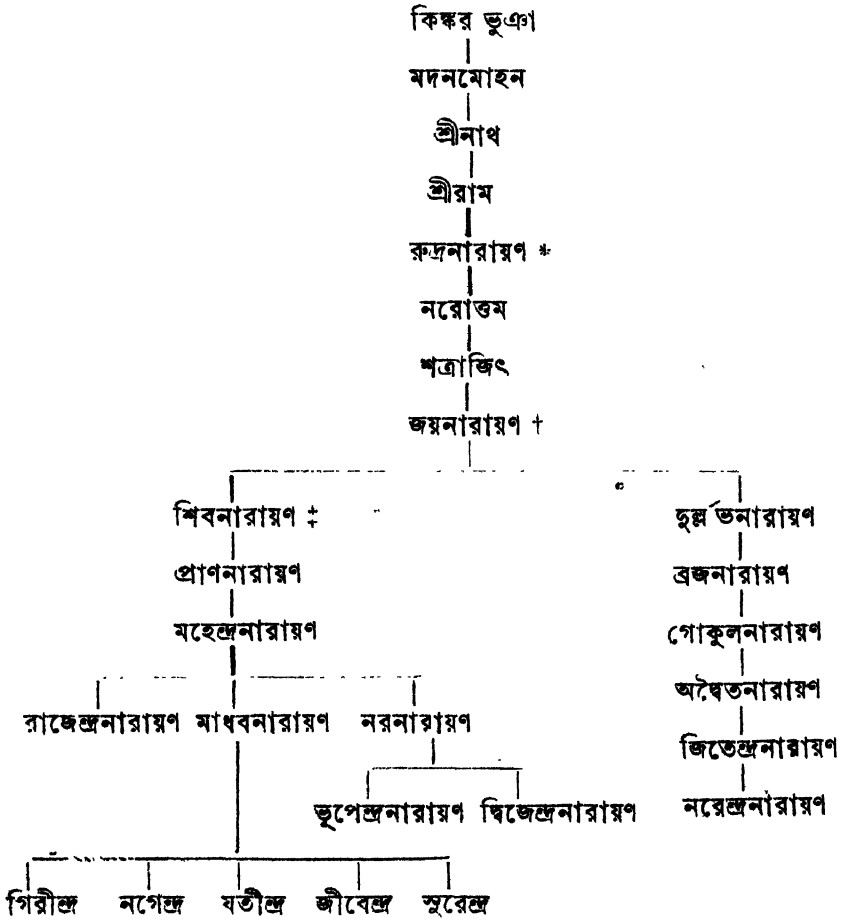 কিঙ্কর ভুঞা
মদনমোহন
শ্রীনাথ
শ্রীরাম
রুদ্রনারায়ণ *
নরোত্তম
শত্রাজিৎ
জয়নারায়ণ †
শিবনারায়ণ ‡ দুর্ল্লভনারায়ণ
প্রাণনারায়ণ ব্রজনারায়ণ
মহেন্দ্রনারায়ণ গোকুলনারায়ণ
অদ্বৈতনারায়ণ
রাজেন্দ্রনারায়ণ মাধবনারায়ণ নরনারায়ণ
জিতেন্দ্রনারায়ণ
ভূপেন্দ্রনারায়ণ দ্বিজেন্দ্রনারায়ণ নরেন্দ্রনারায়ণ
গিরীন্দ্র নগেন্দ্র যতীন্দ্র জীবেন্দ্র সুরেন্দ্র